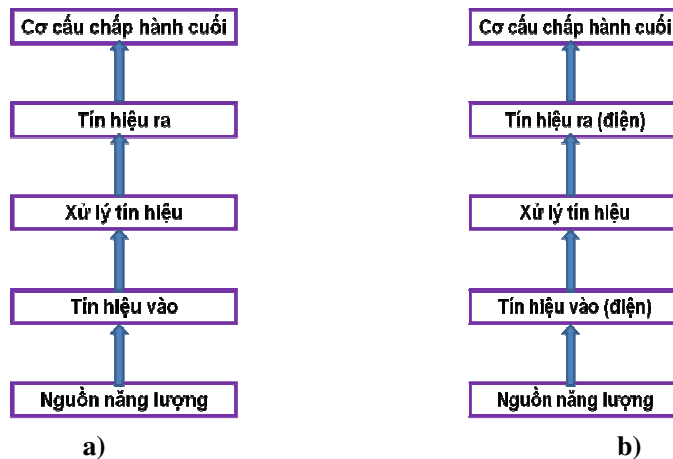 Cơ cấu chấp hành cuối
Tín hiệu ra
Xử lý tín hiệu
Tín hiệu vào
Nguồn năng lượng
a)
Cơ cấu chấp hành cuối
Tín hiệu ra (điện)
Xử lý tín hiệu
Tín hiệu vào (điện)
Nguồn năng lượng
b)